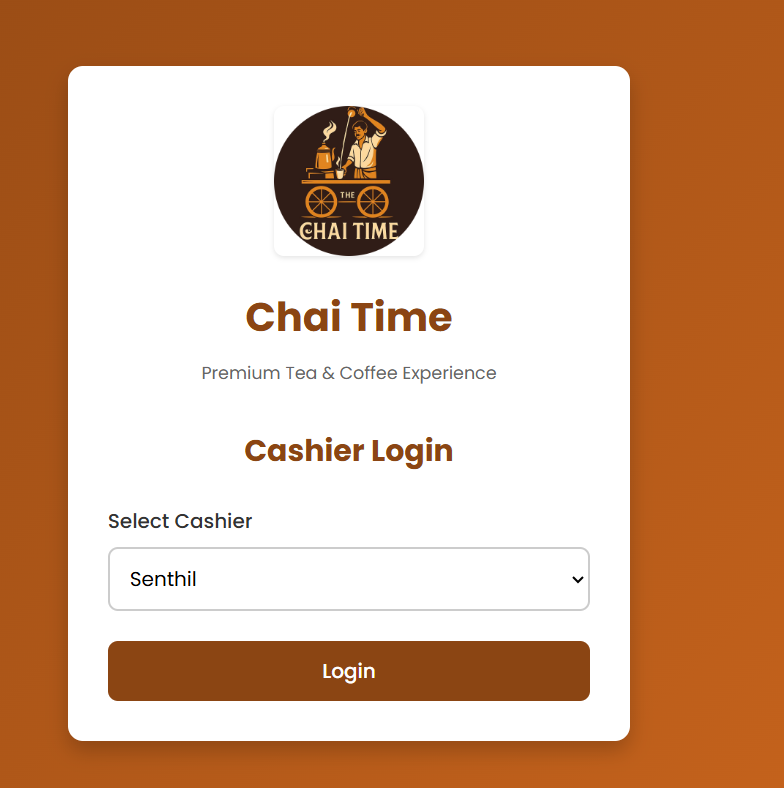 THE
CHAI TIME
Chai Time
Premium Tea & Coffee Experience
Cashier Login
Select Cashier
Senthil
Login